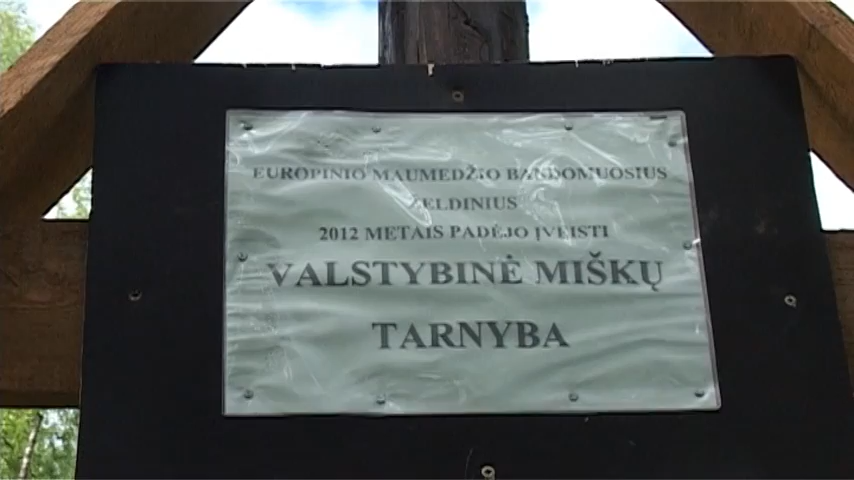 EUROPINIO MAUMEDŽIO BANDOMUOSIUS
ŽELDINIUS
2012 METAIS PADĖJO ĮVEISTI
VALSTYBINĖ MIŠKŲ
TARNYBA